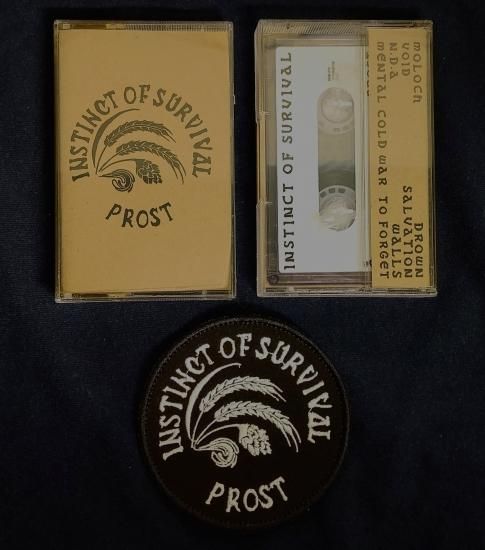 INSTINCT OF SURVIVAL
PROST
INSTINCT OF SURVIVAL
MOLOCH DROWN
VOID SALVATION
N.D.A WALLS
MENTAL COLD WAR TO FORGET
INSTINCT OF SURVIVAL
PROST